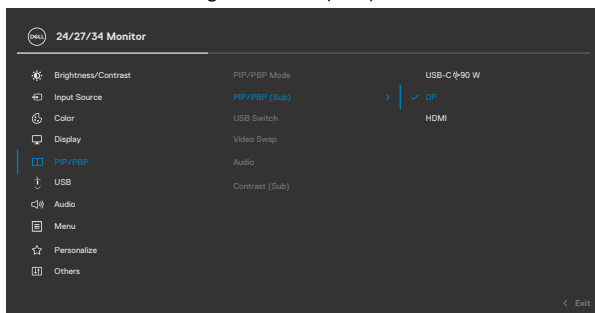 DELL 24/27/34 Monitor
Brightness/Contrast PIP/PBP Mode USB-C 90 W
Input Source PIP/PBP (Sub) > ✓ DP
Color USB Switch HDMI
Display Video Swap
PIP/PBP Audio
USB Contrast (Sub)
Audio
Menu
Personalize
Others
< Exit